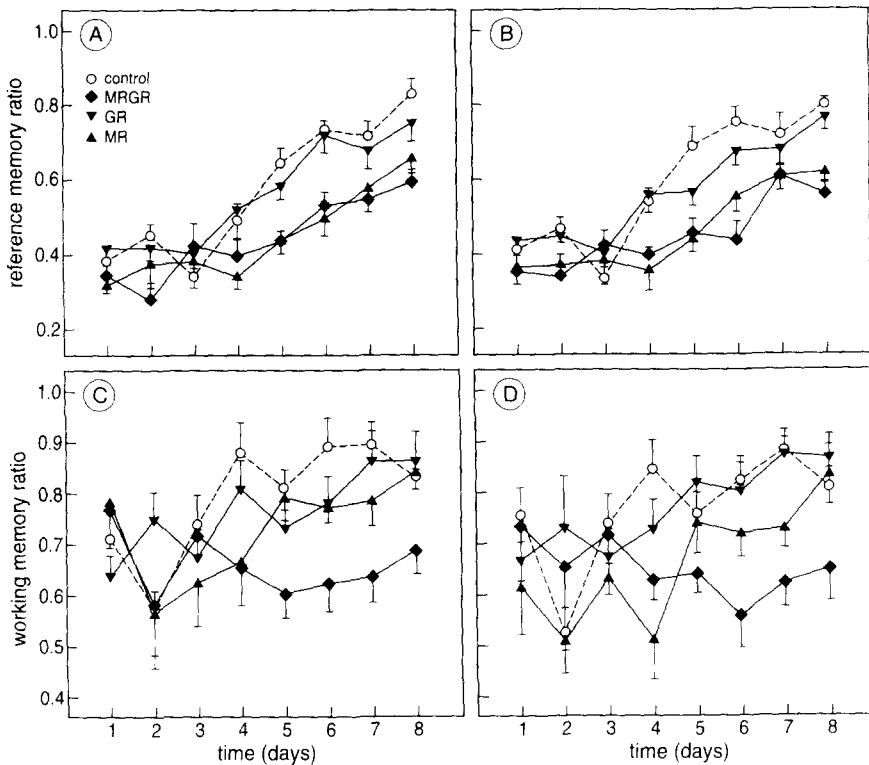 A
B
1.0
0.8
0.6
0.4
0.2
reference memory ratio
control
MRGR
GR
MR
C
D
0.9
0.8
0.7
0.6
0.5
0.4
working memory ratio
1 2 3 4 5 6 7 8
1 2 3 4 5 6 7 8
time (days)
time (days)